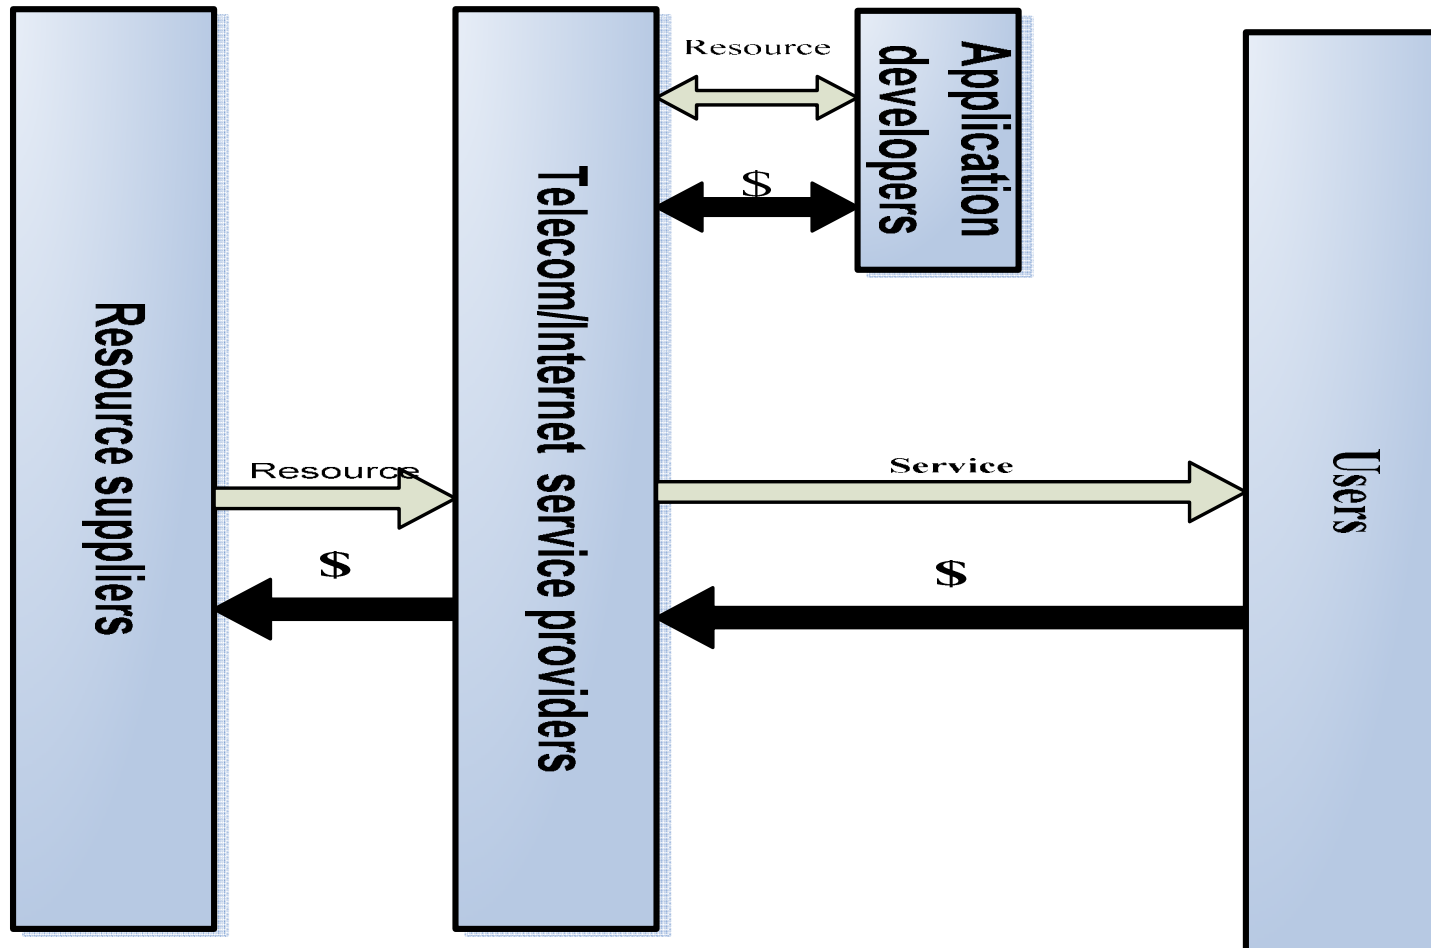 Resource suppliers
Resource
$
Telecom/Internet service providers
Resource
$
Application
developers
Service
$
Users